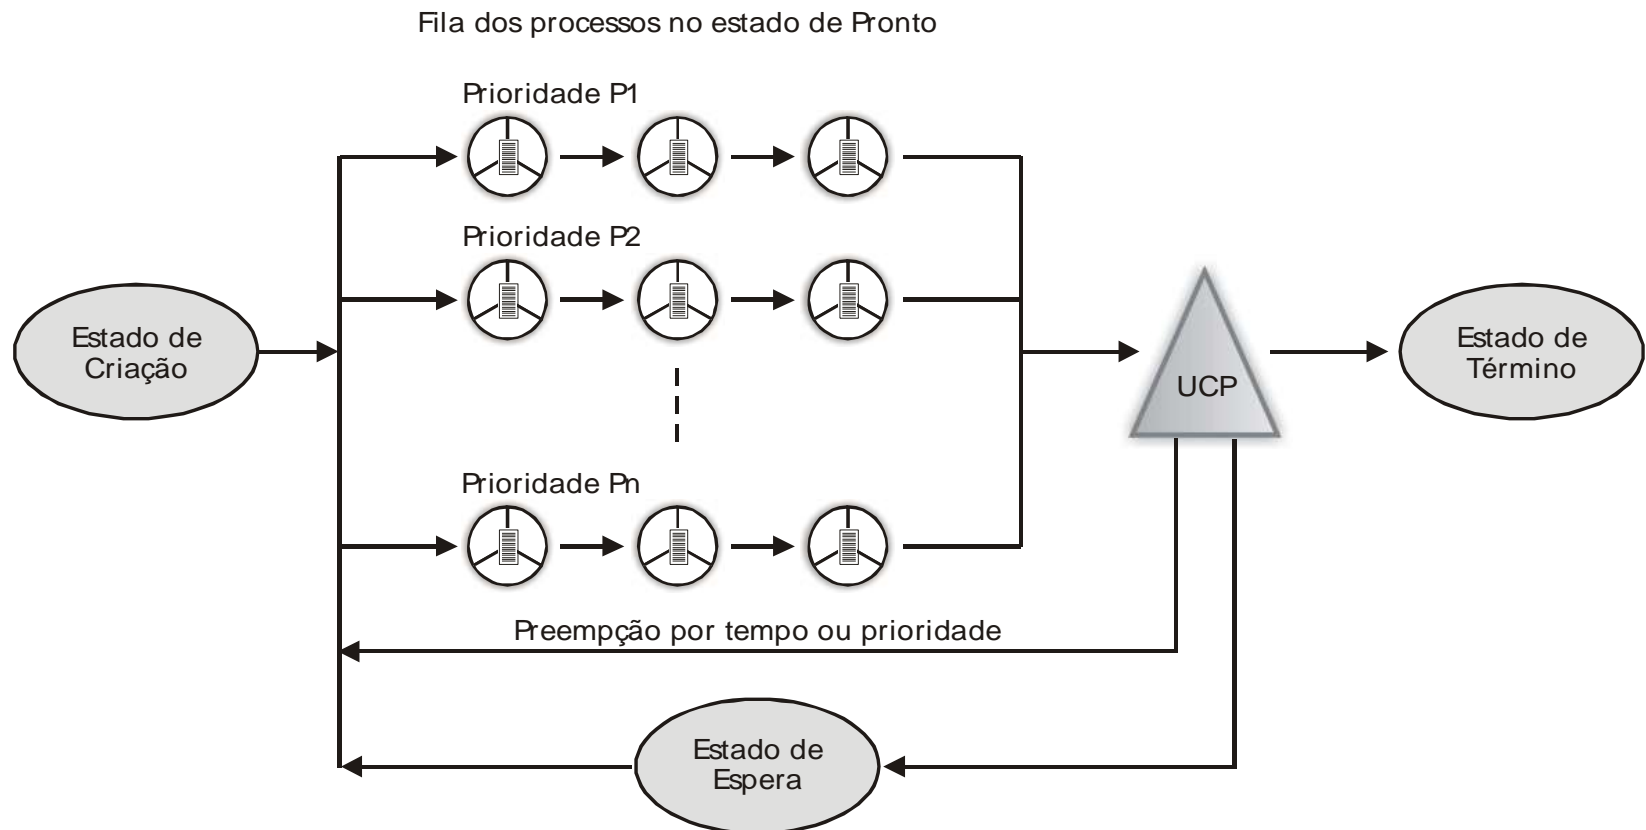 Fila dos processos no estado de Pronto
Prioridade P1
Prioridade P2
Estado de
Criação
UCP
Estado de
Término
Prioridade Pn
Preempção por tempo ou prioridade
Estado de
Espera